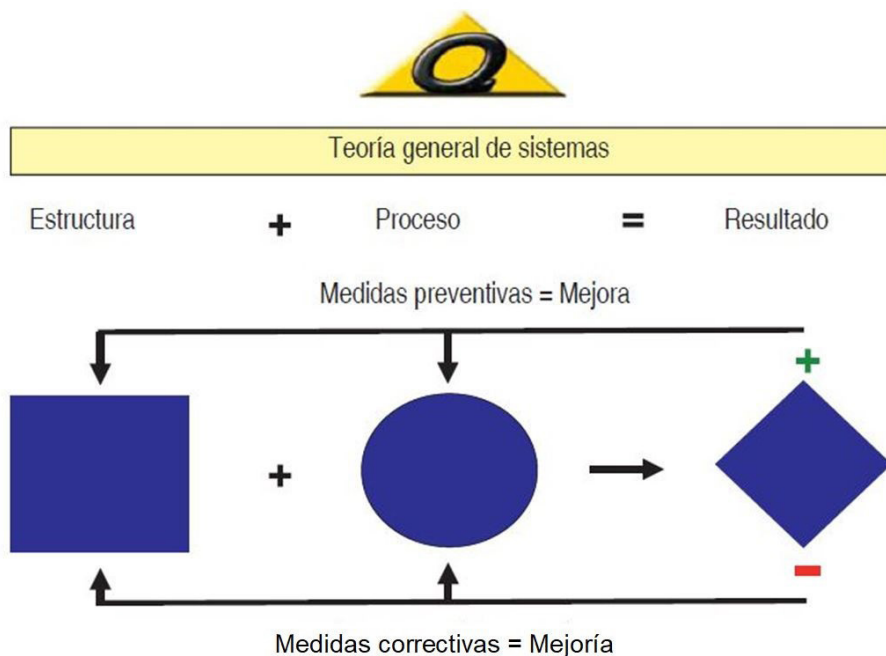 Q
Teoría general de sistemas
Estructura + Proceso = Resultado
Medidas preventivas = Mejora
+
+
-
Medidas correctivas = Mejoría